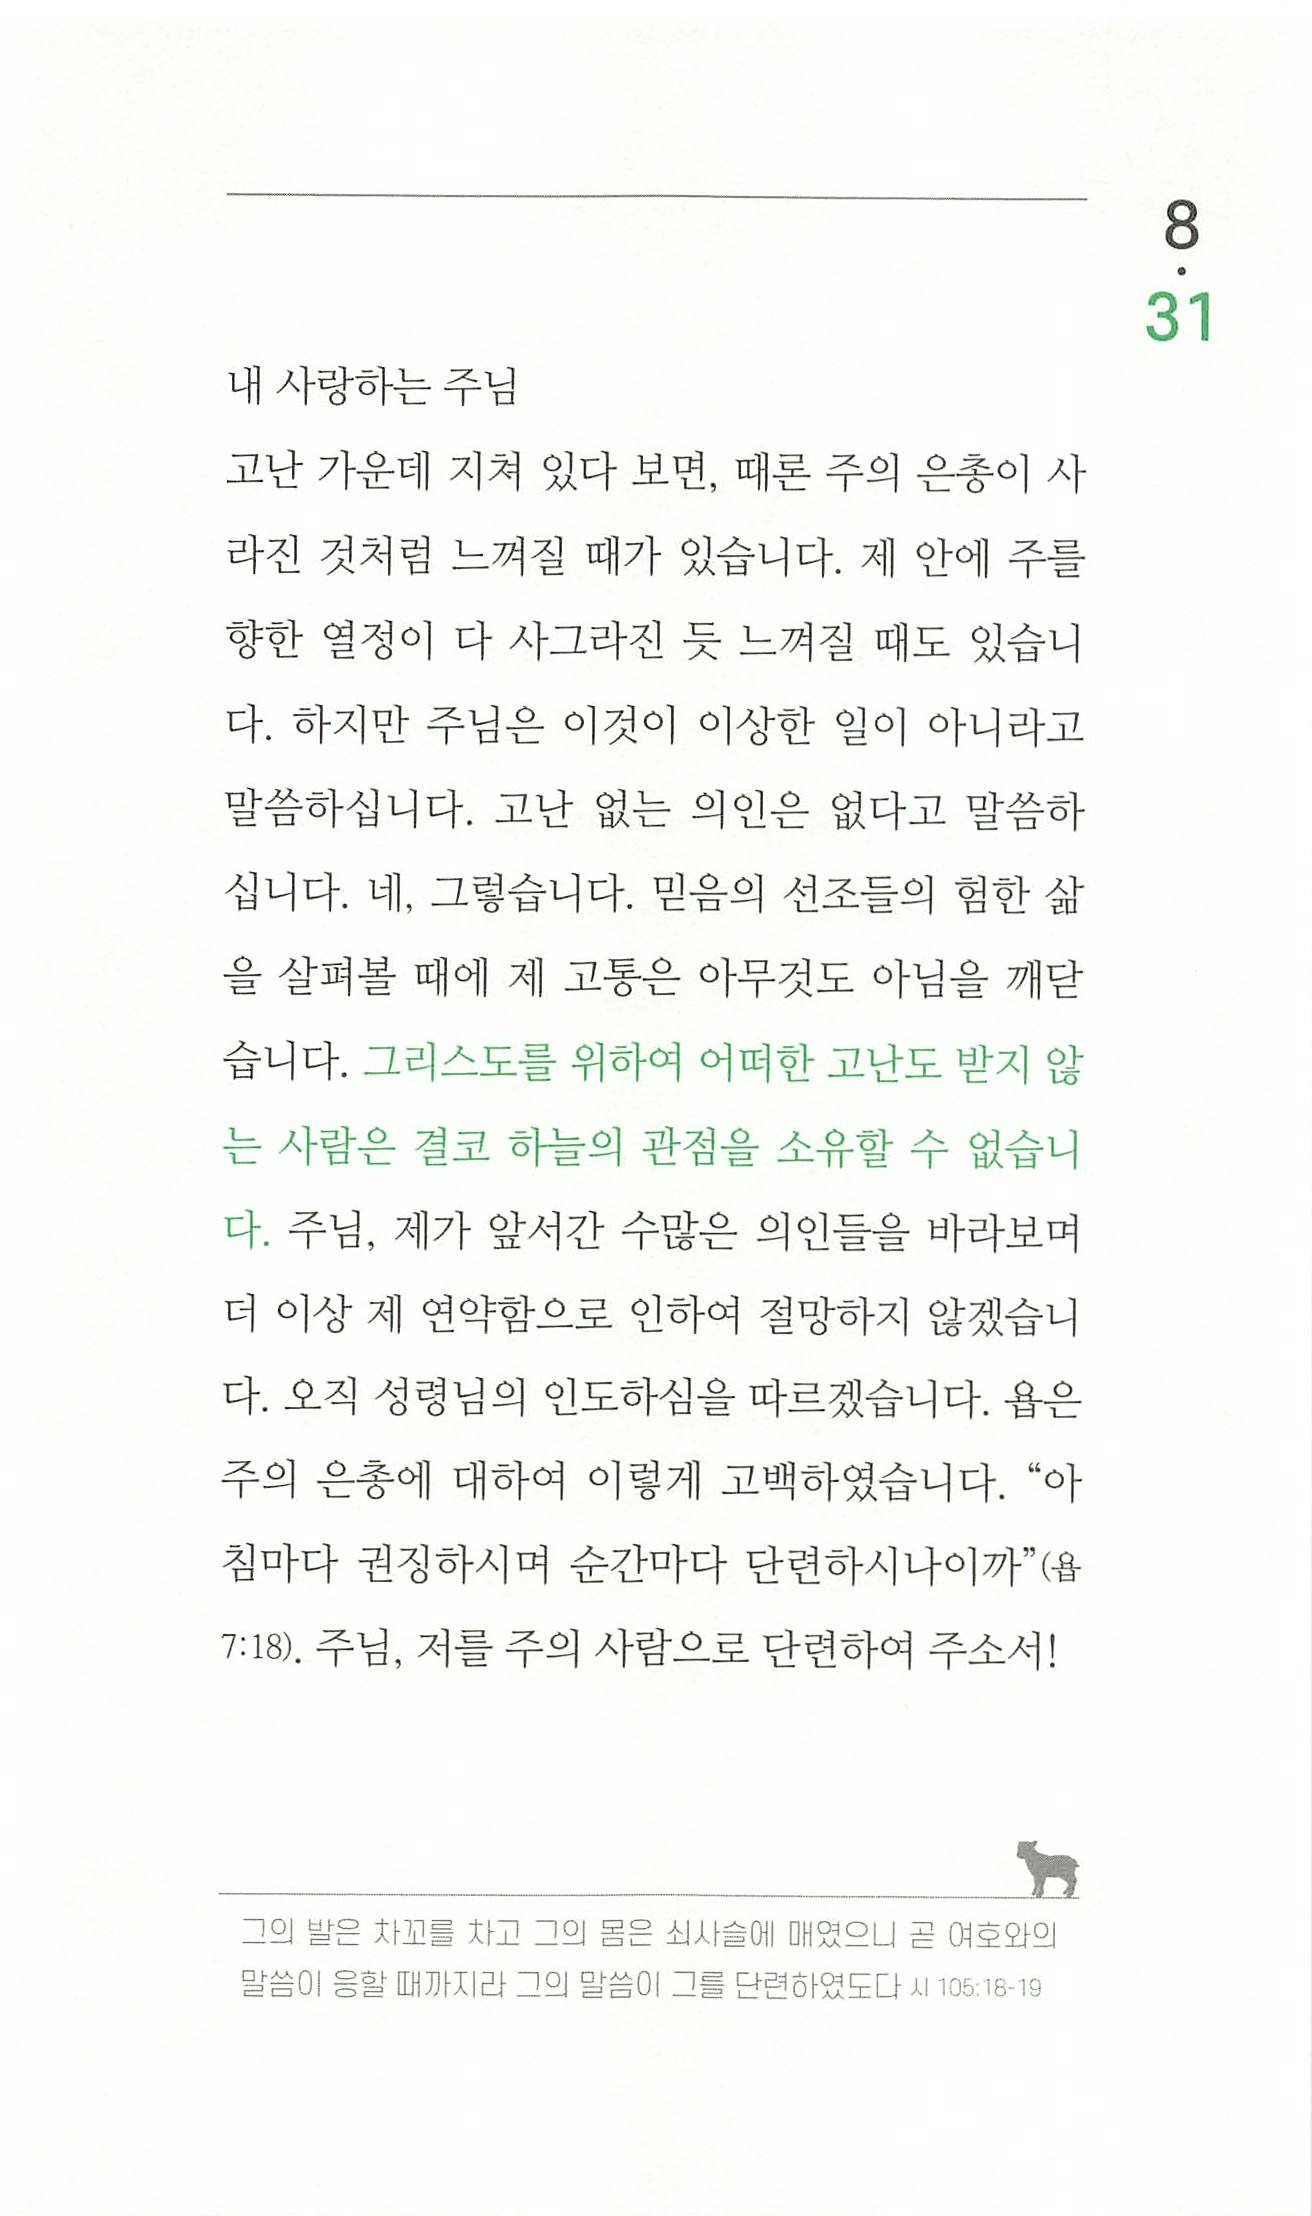 8
·
31
내 사랑하는 주님
고난 가운데 지쳐 있다 보면, 때론 주의 은총이 사
라진 것처럼 느껴질 때가 있습니다. 제 안에 주를
향한 열정이 다 사그라진 듯 느껴질 때도 있습니
다. 하지만 주님은 이것이 이상한 일이 아니라고
말씀하십니다. 고난 없는 의인은 없다고 말씀하
십니다. 네, 그렇습니다. 믿음의 선조들의 험한 삶
을 살펴볼 때에 제 고통은 아무것도 아님을 깨닫
습니다. 그리스도를 위하여 어떠한 고난도 받지 않
는 사람은 결코 하늘의 관점을 소유할 수 없습니
다. 주님, 제가 앞서간 수많은 의인들을 바라보며
더 이상 제 연약함으로 인하여 절망하지 않겠습니
다. 오직 성령님의 인도하심을 따르겠습니다. 욥은
주의 은총에 대하여 이렇게 고백하였습니다. “아
침마다 권징하시며 순간마다 단련하시나이까”(욥
7:18). 주님, 저를 주의 사람으로 단련하여 주소서!
그의 발은 차꼬를 차고 그의 몸은 쇠사슬에 매였으니 곧 여호와의
말씀이 응할 때까지라 그의 말씀이 그를 단련하였도다 시 105:18-19